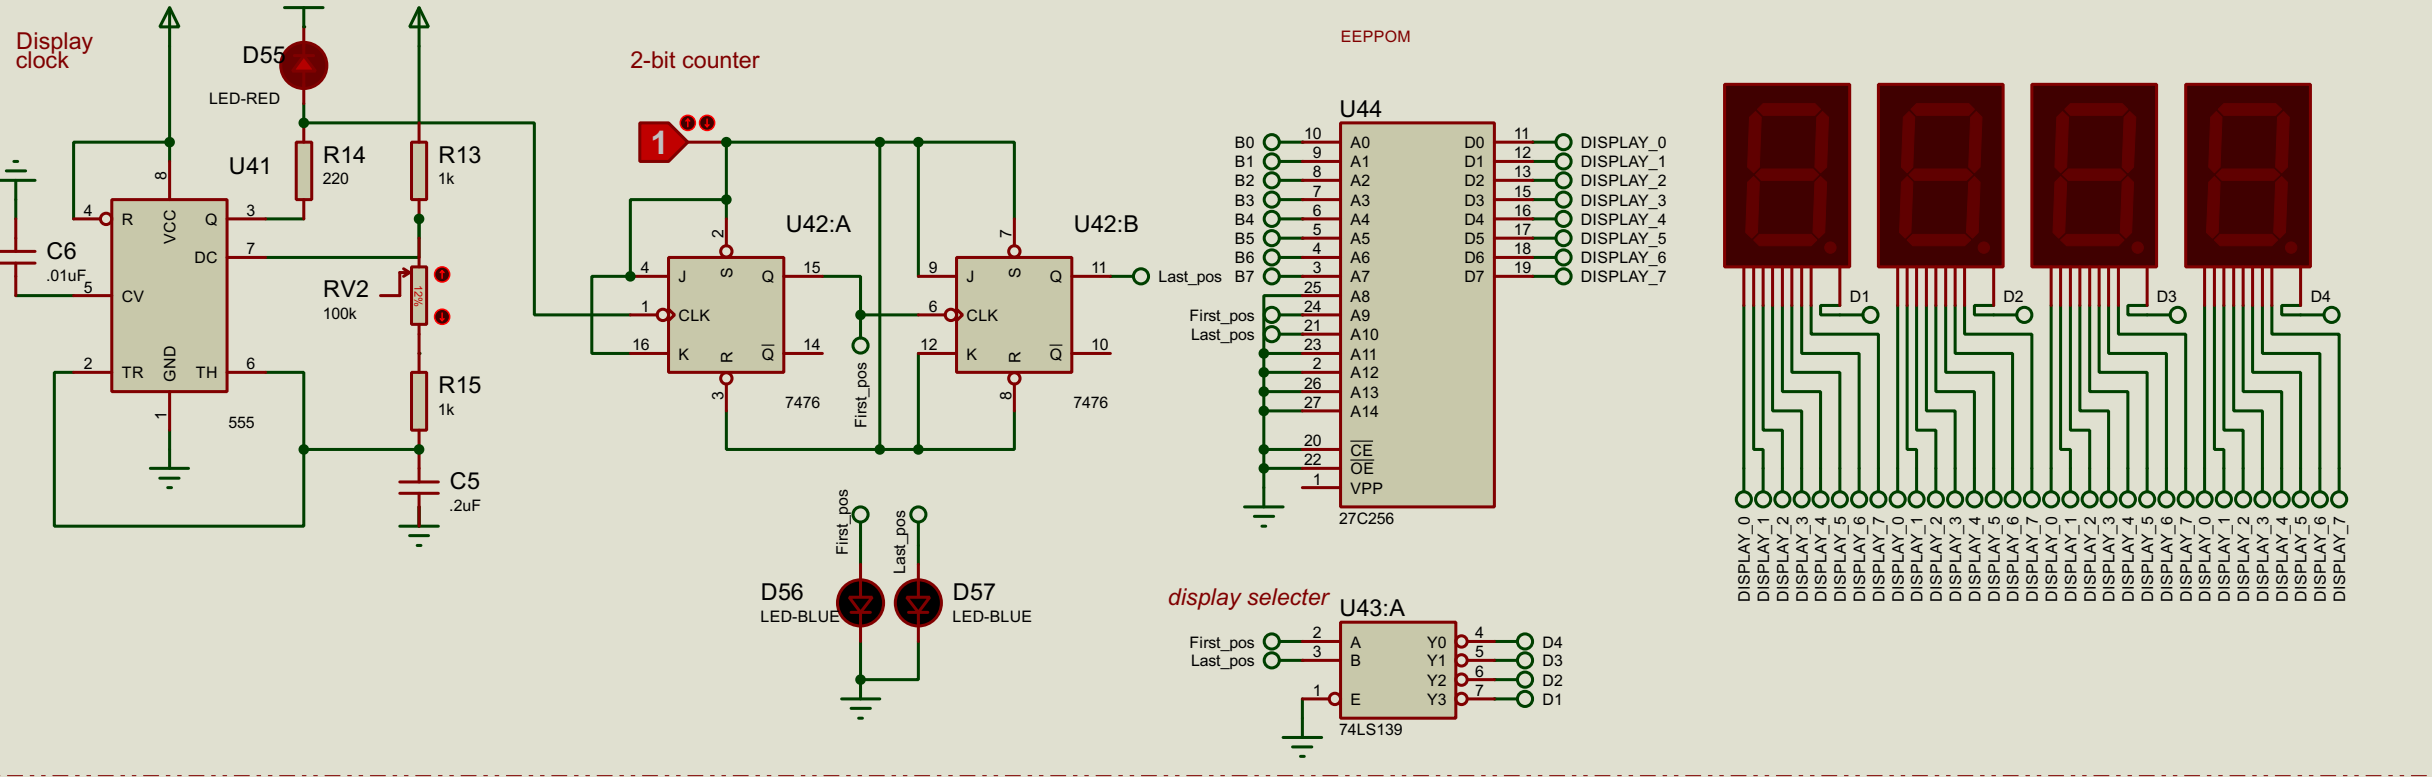 Display
clock
D55
LED-RED
R14
220
R13
1k
U41
8
4
R
VCC
Q
3
DC
7
C6
.01uF
5
CV
RV2
100k
12%
2
TR
GND
TH
6
1
555
R15
1k
C5
.2uF
2-bit counter
1
U42:A
2
4
J
S
Q
15
1
CLK
16
K
R
Q
14
3
7476
First_pos
U42:B
7
9
J
S
Q
11
Last_pos
6
CLK
12
K
R
Q
10
8
7476
First_pos
Last_pos
D56
LED-BLUE
D57
LED-BLUE
EEPPOM
U44
B0 10 A0 D0 11 DISPLAY_0
B1 9 A1 D1 12 DISPLAY_1
B2 8 A2 D2 13 DISPLAY_2
B3 7 A3 D3 15 DISPLAY_3
B4 6 A4 D4 16 DISPLAY_4
B5 5 A5 D5 17 DISPLAY_5
B6 4 A6 D6 18 DISPLAY_6
B7 3 A7 D7 19 DISPLAY_7
25 A8
First_pos 24 A9
Last_pos 21 A10
23 A11
2 A12
26 A13
27 A14
20 CE
22 OE
1 VPP
27C256
display selecter
U43:A
First_pos 2 A Y0 4 D4
Last_pos 3 B Y1 5 D3
Y2 6 D2
1 E Y3 7 D1
74LS139
D1
D2
D3
D4
DISPLAY_0
DISPLAY_1
DISPLAY_2
DISPLAY_3
DISPLAY_4
DISPLAY_5
DISPLAY_6
DISPLAY_7
DISPLAY_0
DISPLAY_1
DISPLAY_2
DISPLAY_3
DISPLAY_4
DISPLAY_5
DISPLAY_6
DISPLAY_7
DISPLAY_0
DISPLAY_1
DISPLAY_2
DISPLAY_3
DISPLAY_4
DISPLAY_5
DISPLAY_6
DISPLAY_7
DISPLAY_0
DISPLAY_1
DISPLAY_2
DISPLAY_3
DISPLAY_4
DISPLAY_5
DISPLAY_6
DISPLAY_7